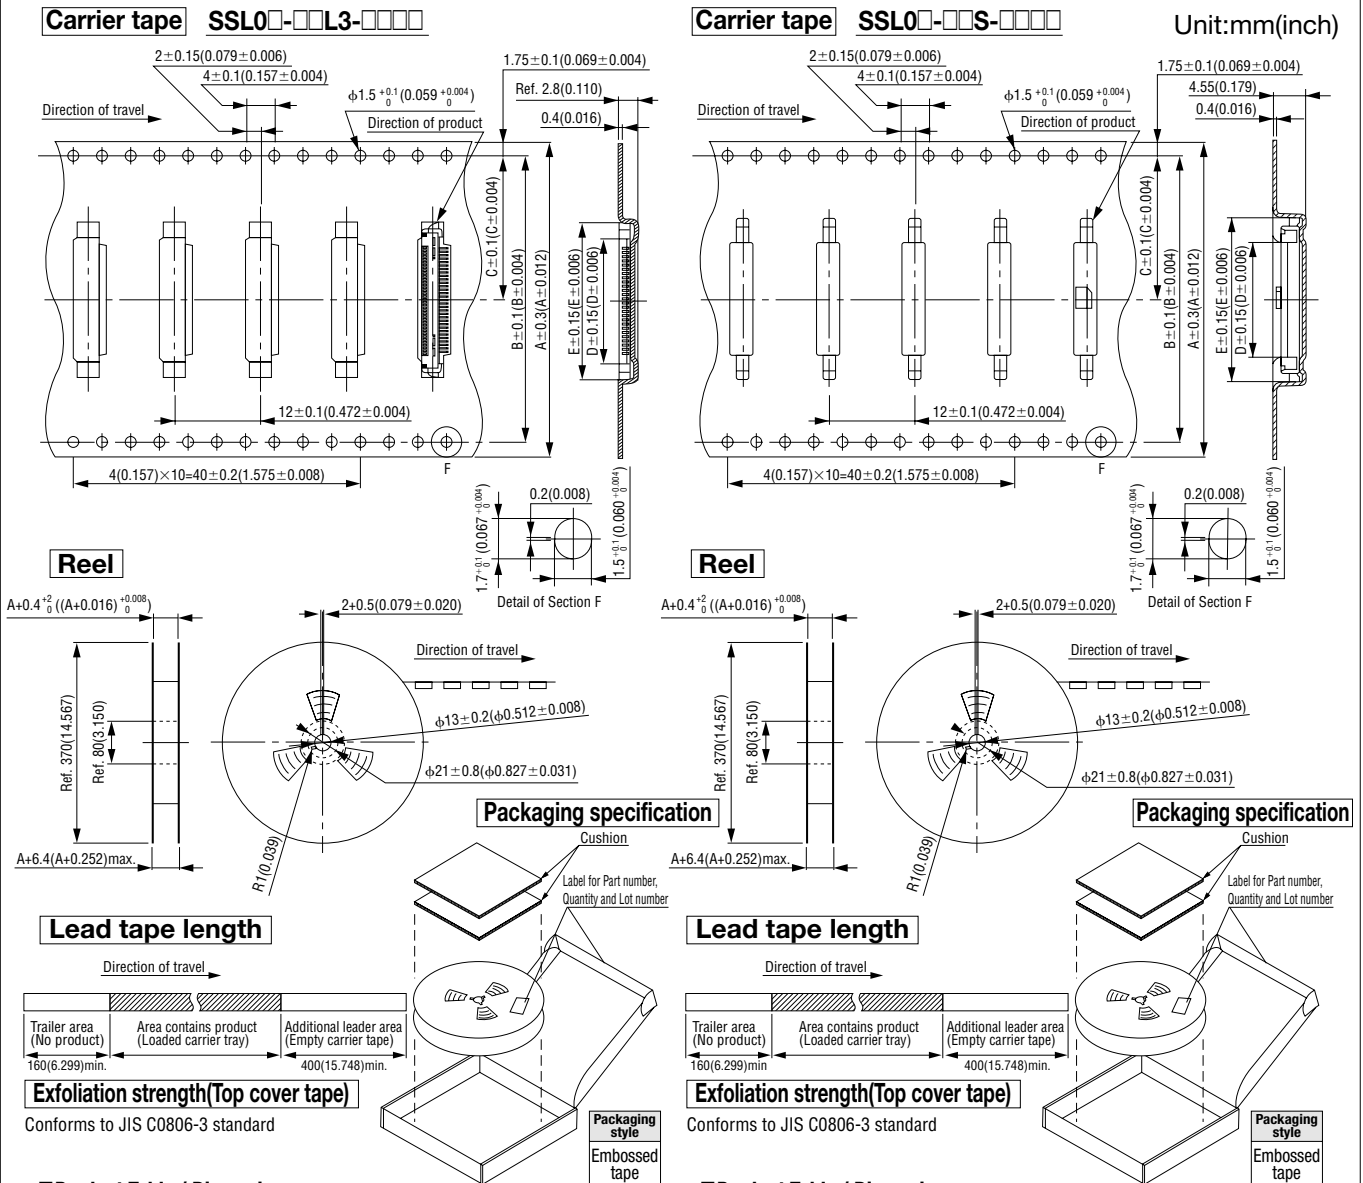 Carrier tape SSL0□-□□L3-□□□□
2±0.15(0.079±0.006)
4±0.1(0.157±0.004)
1.75±0.1(0.069±0.004)
Ref. 2.8(0.110)
φ1.5 +0.1 0 (0.059 +0.004 0)
Direction of travel
Direction of product
0.4(0.016)
C±0.1(C±0.004)
B±0.1(B±0.004)
A±0.3(A±0.012)
E±0.15(E±0.006)
D±0.15(D±0.006)
12±0.1(0.472±0.004)
F
4(0.157)×10=40±0.2(1.575±0.008)
0.2(0.008)
1.7 +0.1 0 (0.067 +0.004 0)
1.5 +0.1 0 (0.060 +0.004 0)
Detail of Section F
Reel
A+0.4 +2 0 ((A+0.016) +0.008 0)
2+0.5(0.079±0.020)
Direction of travel
Ref. 370(14.567)
Ref. 80(3.150)
φ13±0.2(φ0.512±0.008)
φ21±0.8(φ0.827±0.031)
R1(0.039)
A+6.4(A+0.252)max.
Packaging specification
Cushion
Label for Part number,
Quantity and Lot number
Lead tape length
Direction of travel
Trailer area
(No product)
Area contains product
(Loaded carrier tray)
Additional leader area
(Empty carrier tape)
160(6.299)min.
400(15.748)min.
Exfoliation strength(Top cover tape)
Conforms to JIS C0806-3 standard
Packaging
style
Embossed
tape
Carrier tape SSL0□-□□S-□□□□
Unit:mm(inch)
2±0.15(0.079±0.006)
4±0.1(0.157±0.004)
1.75±0.1(0.069±0.004)
4.55(0.179)
φ1.5 +0.1 0 (0.059 +0.004 0)
Direction of travel
Direction of product
0.4(0.016)
C±0.1(C±0.004)
B±0.1(B±0.004)
A±0.3(A±0.012)
E±0.15(E±0.006)
D±0.15(D±0.006)
12±0.1(0.472±0.004)
F
4(0.157)×10=40±0.2(1.575±0.008)
0.2(0.008)
1.7 +0.1 0 (0.067 +0.004 0)
1.5 +0.1 0 (0.060 +0.004 0)
Detail of Section F
Reel
A+0.4 +2 0 ((A+0.016) +0.008 0)
2+0.5(0.079±0.020)
Direction of travel
Ref. 370(14.567)
Ref. 80(3.150)
φ13±0.2(φ0.512±0.008)
φ21±0.8(φ0.827±0.031)
R1(0.039)
A+6.4(A+0.252)max.
Packaging specification
Cushion
Label for Part number,
Quantity and Lot number
Lead tape length
Direction of travel
Trailer area
(No product)
Area contains product
(Loaded carrier tray)
Additional leader area
(Empty carrier tape)
160(6.299)min
400(15.748)min.
Exfoliation strength(Top cover tape)
Conforms to JIS C0806-3 standard
Packaging
style
Embossed
tape